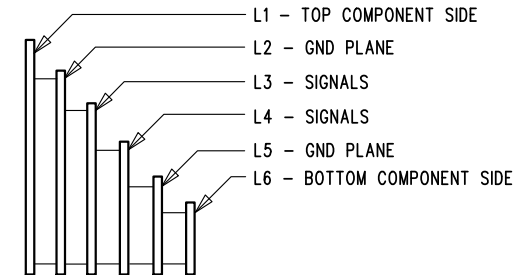 L1 – TOP COMPONENT SIDE
L2 – GND PLANE
L3 – SIGNALS
L4 – SIGNALS
L5 – GND PLANE
L6 – BOTTOM COMPONENT SIDE